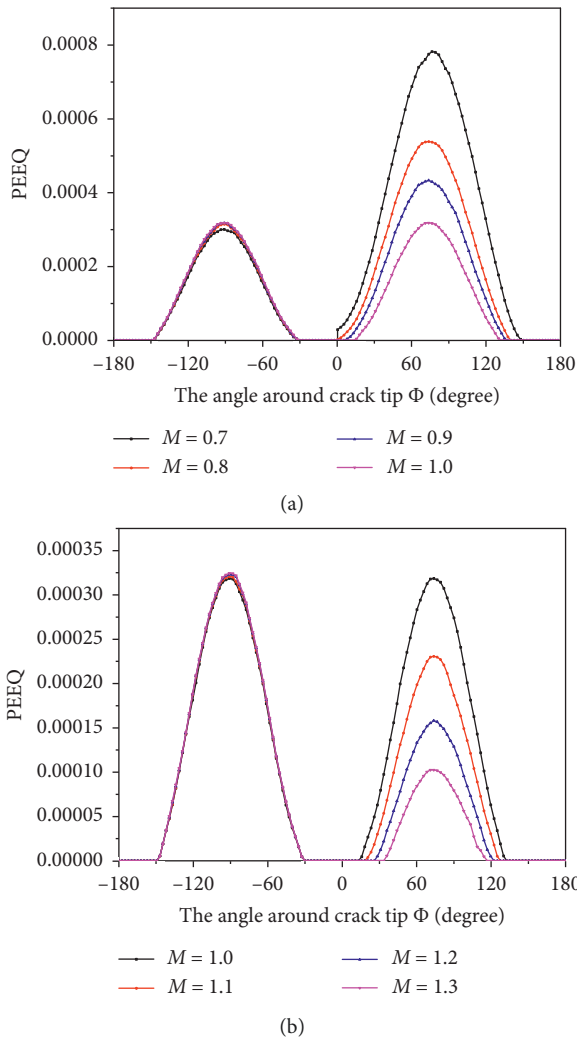 0.0008
0.0006
0.0004
0.0002
0.0000
PEEQ
−180 −120 −60 0 60 120 180
The angle around crack tip Φ (degree)
M = 0.7 M = 0.9
M = 0.8 M = 1.0
(a)
0.00035
0.00030
0.00025
0.00020
0.00015
0.00010
0.00005
0.00000
PEEQ
−180 −120 −60 0 60 120 180
The angle around crack tip Φ (degree)
M = 1.0 M = 1.2
M = 1.1 M = 1.3
(b)